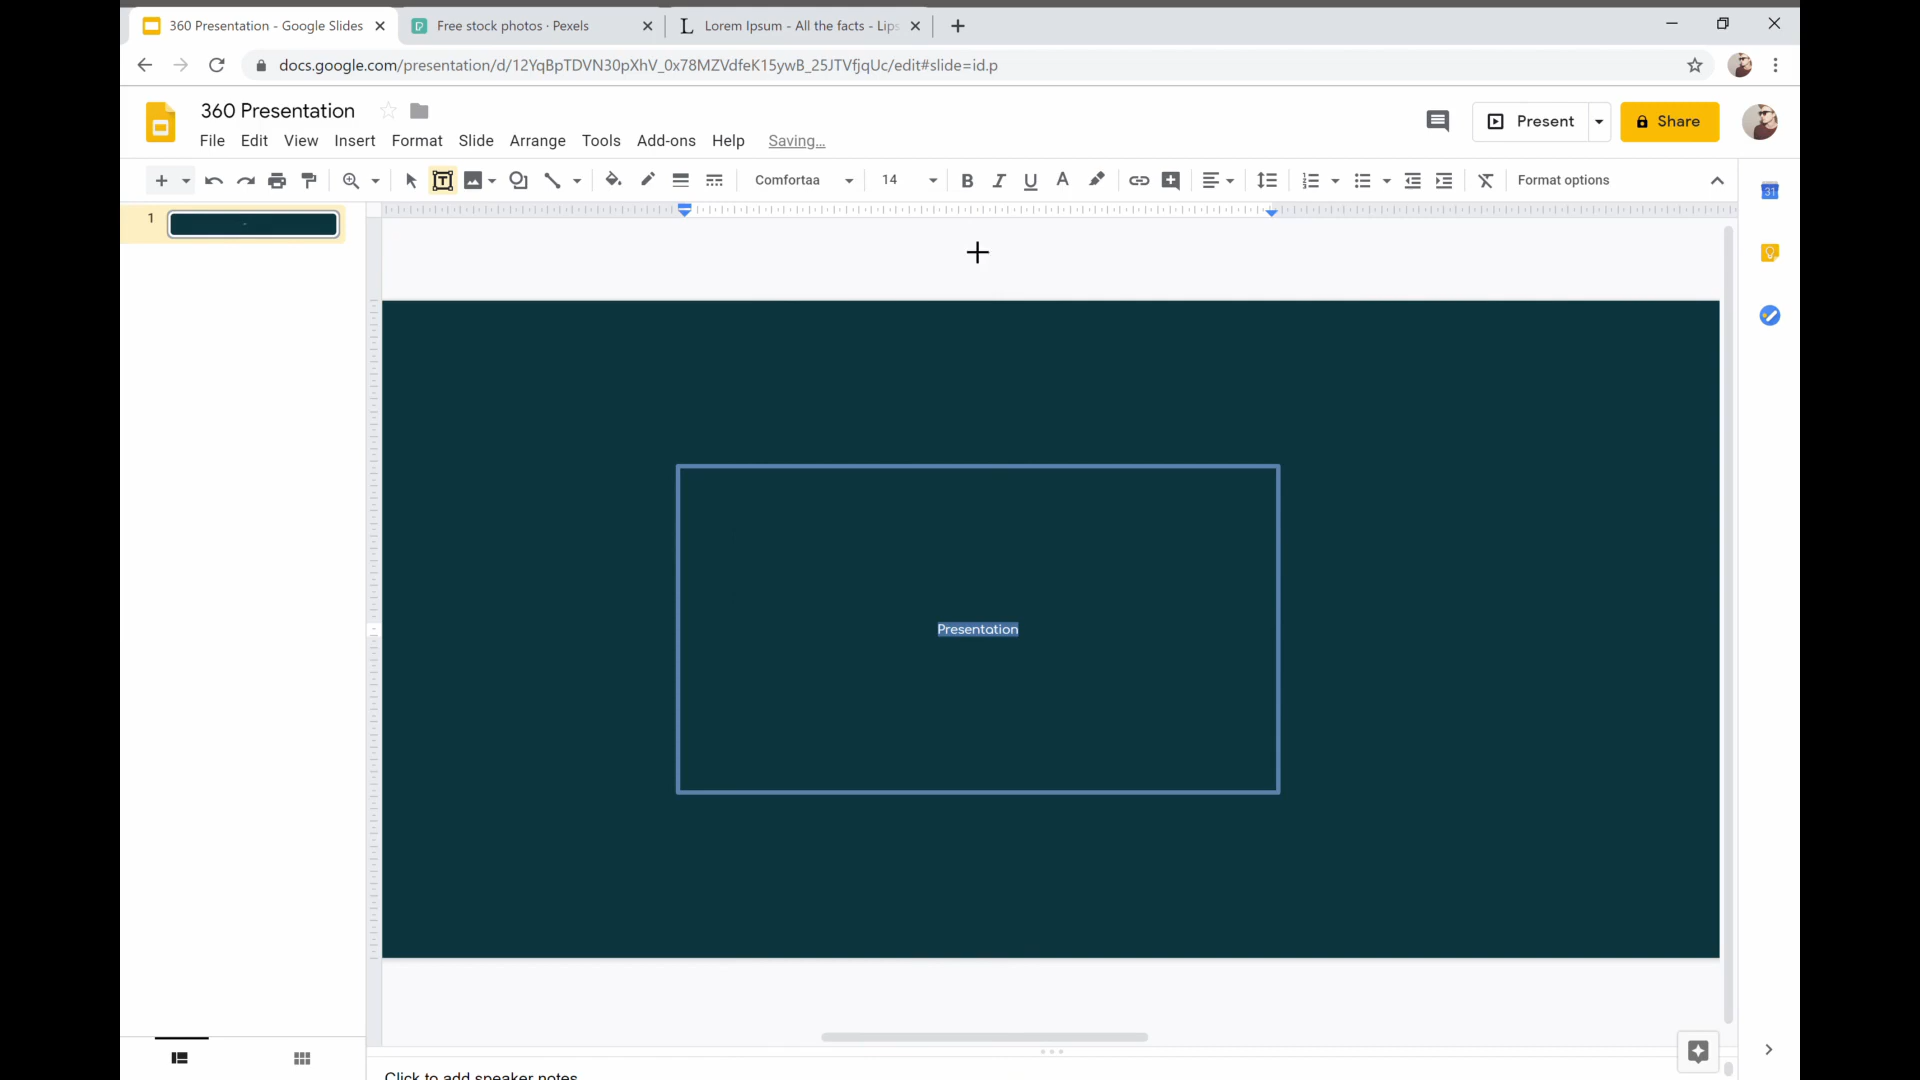 360 Presentation - Google Slides
Free stock photos · Pexels
Lorem Ipsum - All the facts - Lips
docs.google.com/presentation/d/12YqBpTDVN30pXhV_0x78MZVdfeK15ywB_25JTVfjqUc/edit#slide=id.p
360 Presentation
File Edit View Insert Format Slide Arrange Tools Add-ons Help Saving...
Present
Share
Comfortaa
14
Format options
31
1
Presentation
Click to add speaker notes